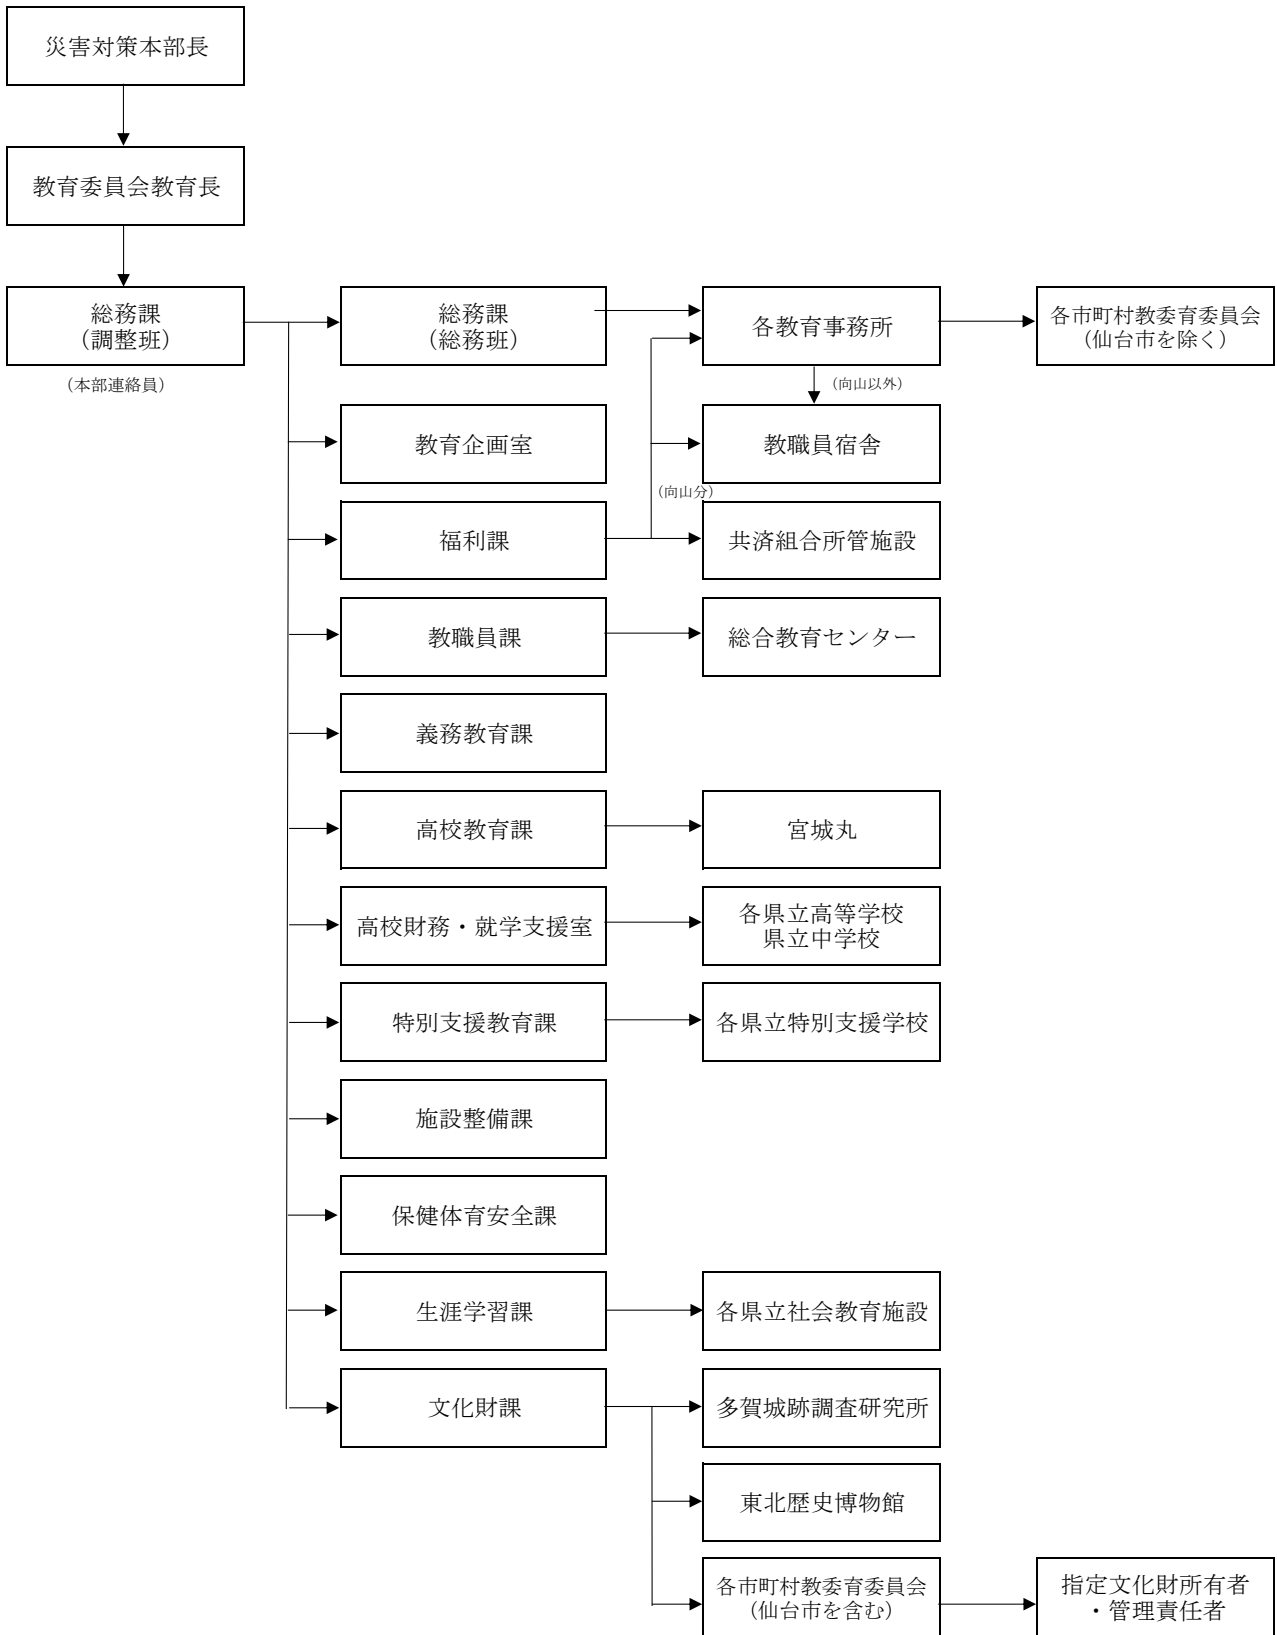 災害対策本部長
教育委員会教育長
総務課
（調整班）
（本部連絡員）
総務課
（総務班）
各教育事務所
各市町村教委育委員会
（仙台市を除く）
（向山以外）
教育企画室
教職員宿舎
（向山分）
福利課
共済組合所管施設
教職員課
総合教育センター
義務教育課
高校教育課
宮城丸
高校財務・就学支援室
各県立高等学校
県立中学校
特別支援教育課
各県立特別支援学校
施設整備課
保健体育安全課
生涯学習課
各県立社会教育施設
文化財課
多賀城跡調査研究所
東北歴史博物館
各市町村教委育委員会
（仙台市を含む）
指定文化財所有者
・管理責任者